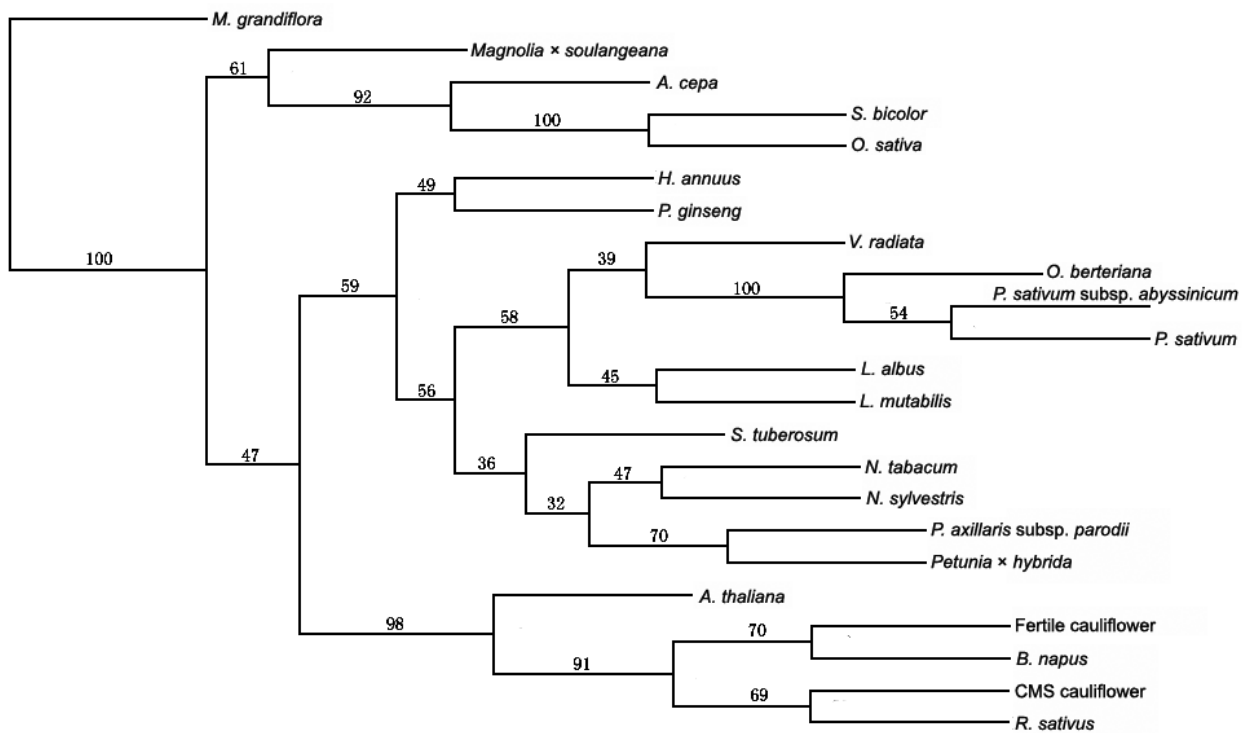 M. grandiflora
Magnolia × soulangeana
61
A. cepa
92
S. bicolor
100
O. sativa
H. annuus
49
P. ginseng
V. radiata
39
100
O. berteriana
59
100
P. sativum subsp. abyssinicum
54
58
P. sativum
L. albus
45
56
L. mutabilis
S. tuberosum
47
36
N. tabacum
47
N. sylvestris
32
P. axillaris subsp. parodii
70
Petunia × hybrida
A. thaliana
98
Fertile cauliflower
70
B. napus
91
CMS cauliflower
69
R. sativus